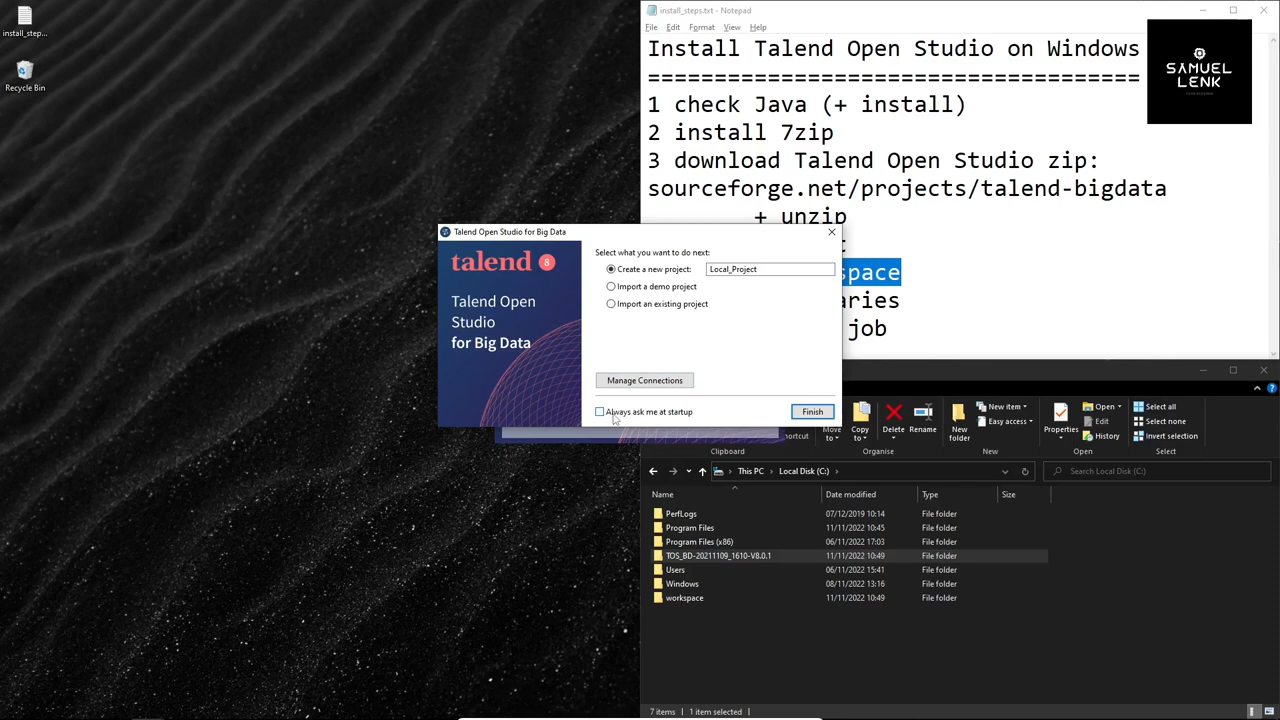 install_step...
Recycle Bin
install_steps.txt - Notepad
File Edit Format View Help
Install Talend Open Studio on Windows
=====================================
1 check Java (+ install)
2 install 7zip
3 download Talend Open Studio zip:
sourceforge.net/projects/talend-bigdata
+ unzip
space
aries
job
SAMUEL
LENK
Talend Open Studio for Big Data
talend 8
Talend Open
Studio
for Big Data
Select what you want to do next:
Create a new project: Local_Project
Import a demo project
Import an existing project
Manage Connections
Always ask me at startup
Finish
shortcut
Move to
Copy to
Delete
Rename
New folder
New item
Easy access
Properties
Open
Edit
History
Select all
Select none
Invert selection
Clipboard
Organise
New
Open
Select
This PC > Local Disk (C:) >
Search Local Disk (C:)
Name Date modified Type Size
PerfLogs 07/12/2019 10:14 File folder
Program Files 11/11/2022 10:45 File folder
Program Files (x86) 06/11/2022 17:03 File folder
TOS_BD-20211109_1610-V8.0.1 11/11/2022 10:49 File folder
Users 06/11/2022 15:41 File folder
Windows 08/11/2022 13:16 File folder
workspace 11/11/2022 10:49 File folder
7 items 1 item selected